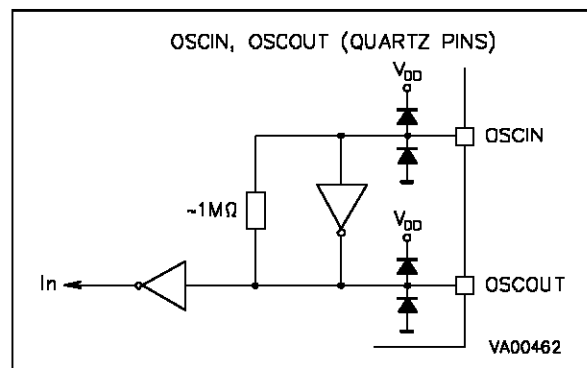 OSCIN, OSCOUT (QUARTZ PINS)
VDD
OSCIN
~1MΩ
VDD
In
OSCOUT
VA00462